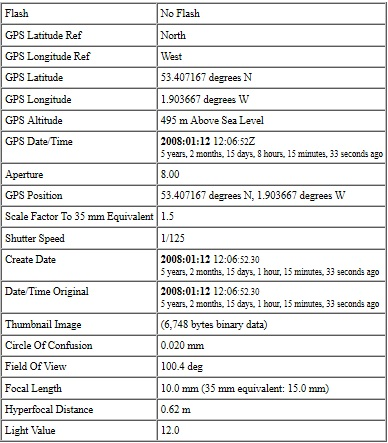 Flash No Flash
GPS Latitude Ref North
GPS Longitude Ref West
GPS Latitude 53.407167 degrees N
GPS Longitude 1.903667 degrees W
GPS Altitude 495 m Above Sea Level
GPS Date/Time 2008:01:12 12:06:52Z
5 years, 2 months, 15 days, 8 hours, 15 minutes, 33 seconds ago
Aperture 8.00
GPS Position 53.407167 degrees N, 1.903667 degrees W
Scale Factor To 35 mm Equivalent 1.5
Shutter Speed 1/125
Create Date 2008:01:12 12:06:52.30
5 years, 2 months, 15 days, 1 hour, 15 minutes, 33 seconds ago
Date/Time Original 2008:01:12 12:06:52.30
5 years, 2 months, 15 days, 1 hour, 15 minutes, 33 seconds ago
Thumbnail Image (6,748 bytes binary data)
Circle Of Confusion 0.020 mm
Field Of View 100.4 deg
Focal Length 10.0 mm (35 mm equivalent: 15.0 mm)
Hyperfocal Distance 0.62 m
Light Value 12.0